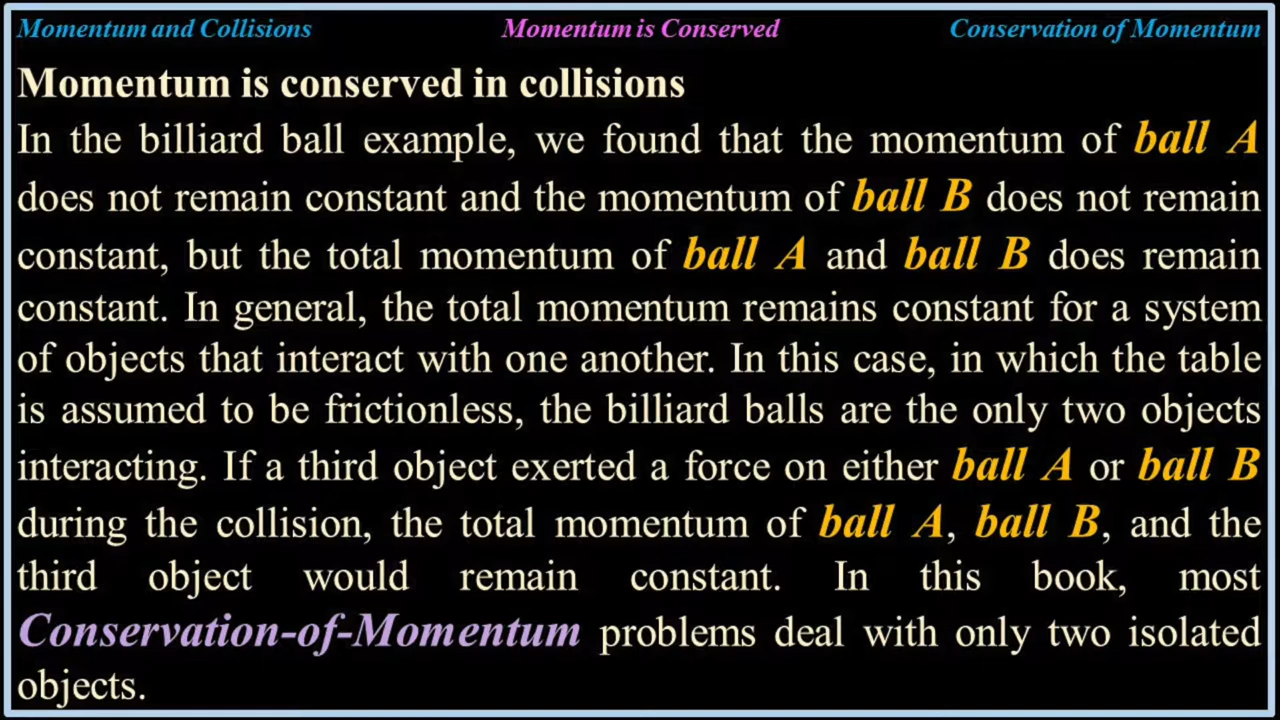 Momentum and Collisions Momentum is Conserved Conservation of Momentum
Momentum is conserved in collisions
In the billiard ball example, we found that the momentum of ball A
does not remain constant and the momentum of ball B does not remain
constant, but the total momentum of ball A and ball B does remain
constant. In general, the total momentum remains constant for a system
of objects that interact with one another. In this case, in which the table
is assumed to be frictionless, the billiard balls are the only two objects
interacting. If a third object exerted a force on either ball A or ball B
during the collision, the total momentum of ball A, ball B, and the
third object would remain constant. In this book, most
Conservation-of-Momentum problems deal with only two isolated
objects.